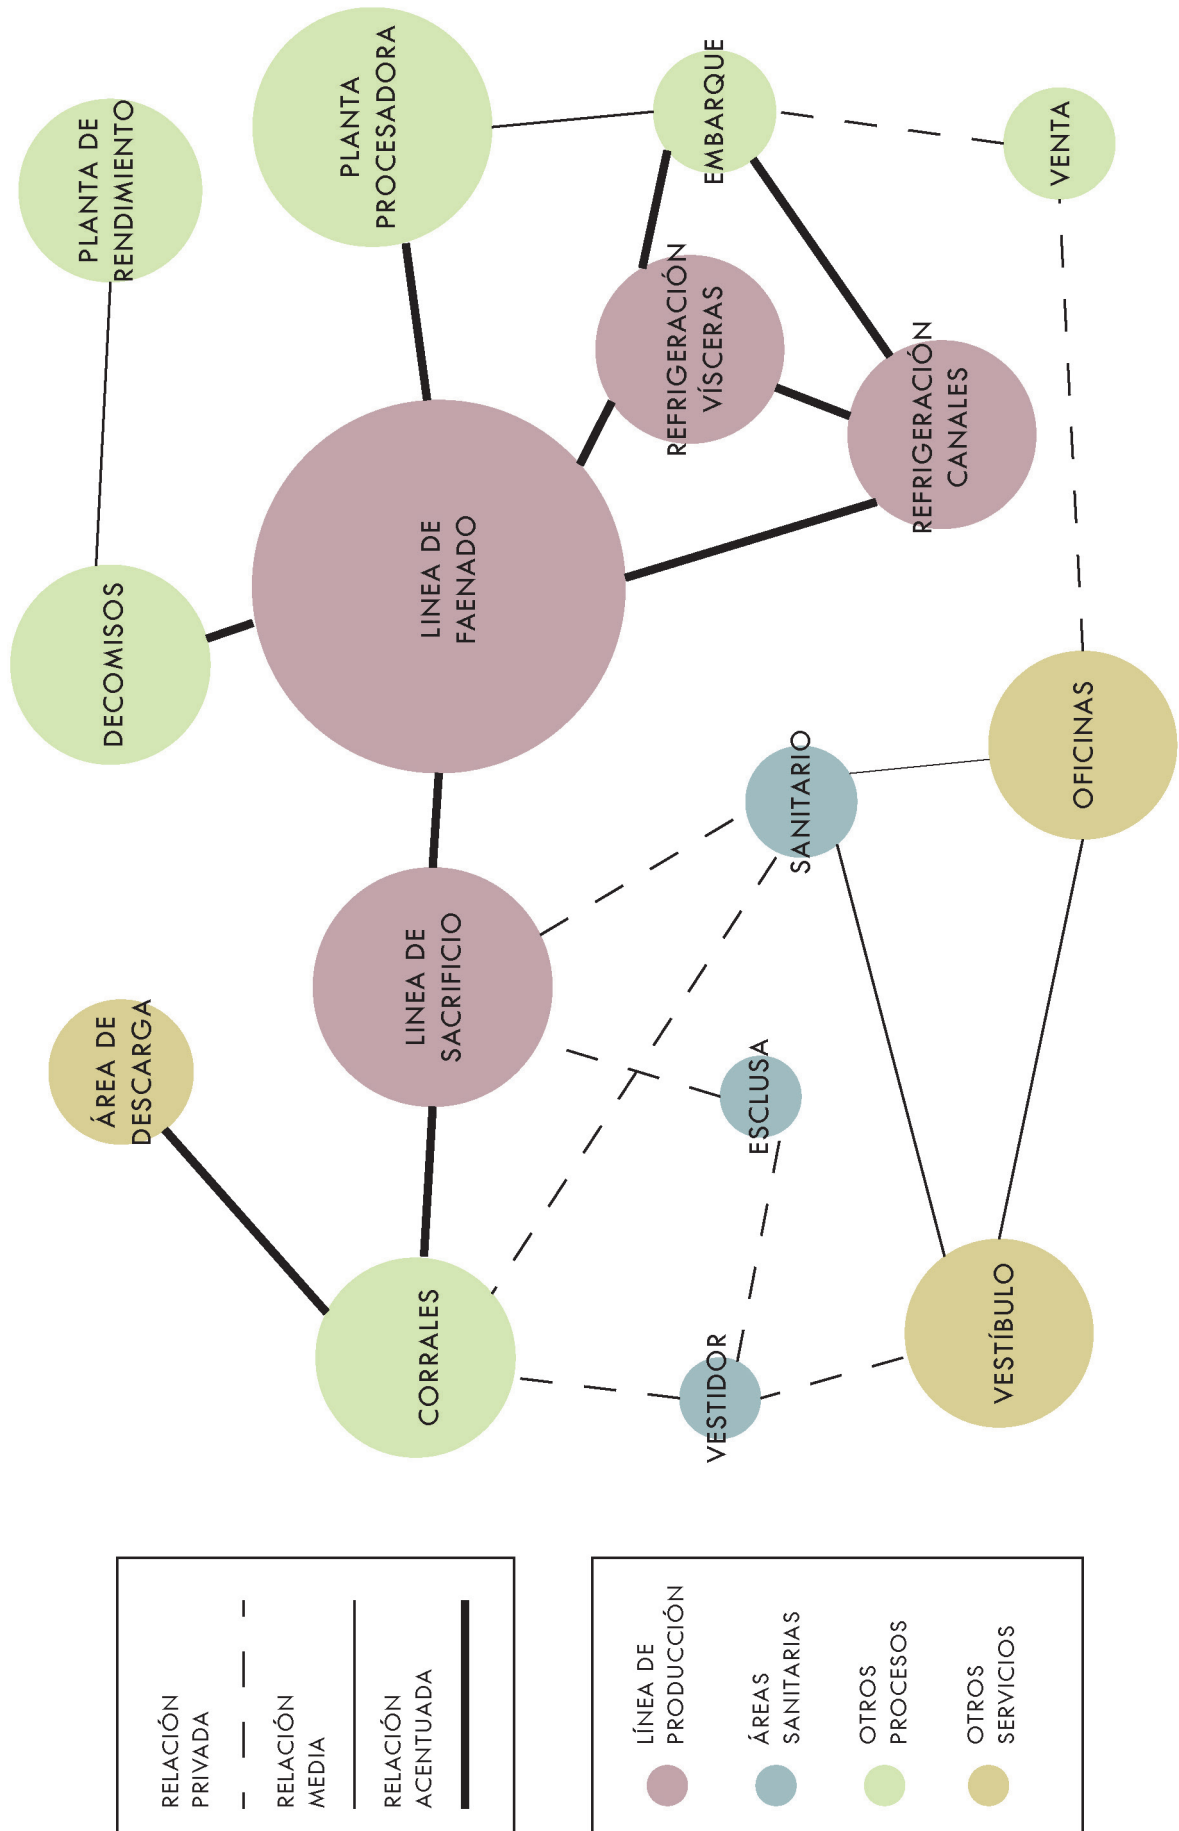 RELACIÓN
PRIVADA
RELACIÓN
MEDIA
RELACIÓN
ACENTUADA
LÍNEA DE
PRODUCCIÓN
ÁREAS
SANITARIAS
OTROS
PROCESOS
OTROS
SERVICIOS
ÁREA DE
DESCARGA
CORRALES
LINEA DE
SACRIFICIO
DECOMISOS
PLANTA DE
RENDIMIENTO
LINEA DE
FAENADO
PLANTA
PROCESADORA
REFRIGERACIÓN
VÍSCERAS
REFRIGERACIÓN
CANALES
EMBARQUE
VENTA
VESTIDOR
ESCLUSA
SANITARIO
VESTÍBULO
OFICINAS